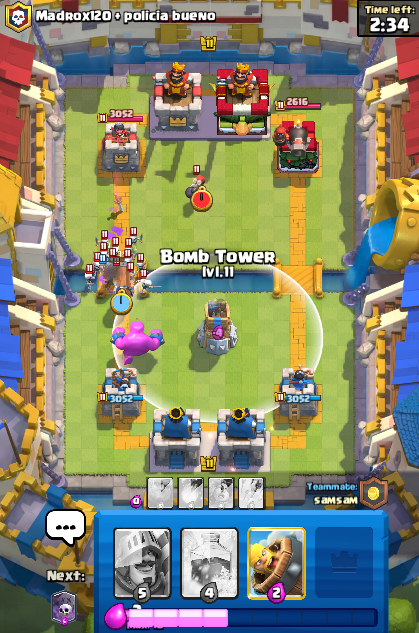 Madrox120 + policia bueno
Time left:
2:34
3052
2616
Bomb Tower
lvl.11
3052
3052
Teammate:
samsam
0
...
5
4
2
Next: